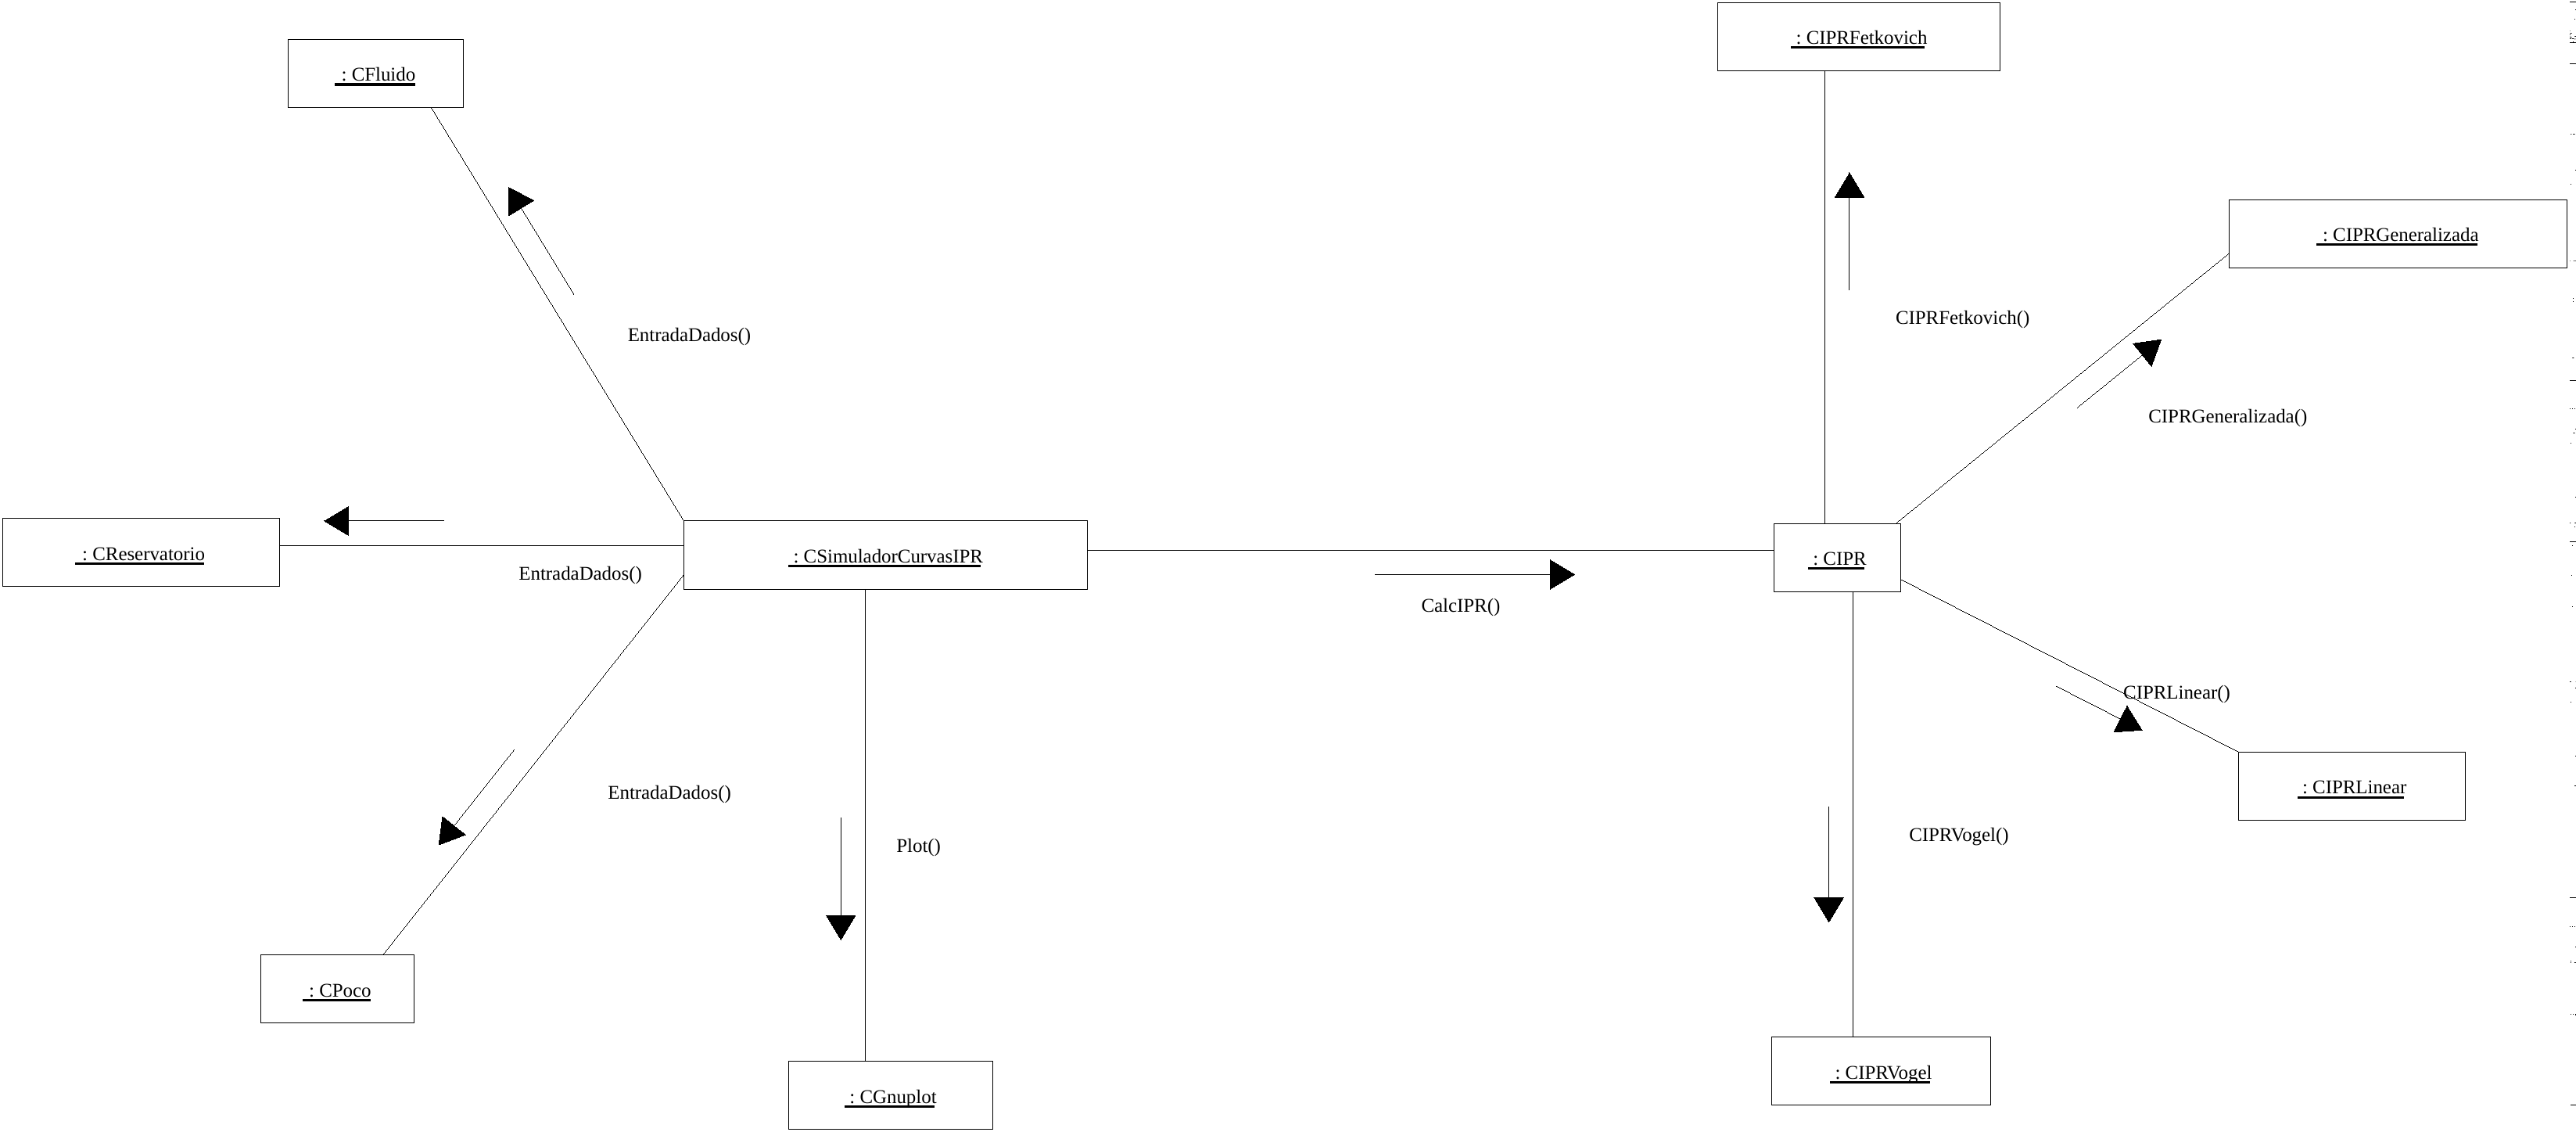 : CIPRFetkovich
: CFluido
: CIPRGeneralizada
CIPRFetkovich()
EntradaDados()
CIPRGeneralizada()
: CReservatorio
: CSimuladorCurvasIPR
: CIPR
EntradaDados()
CalcIPR()
CIPRLinear()
: CIPRLinear
EntradaDados()
CIPRVogel()
Plot()
: CPoco
: CIPRVogel
: CGnuplot